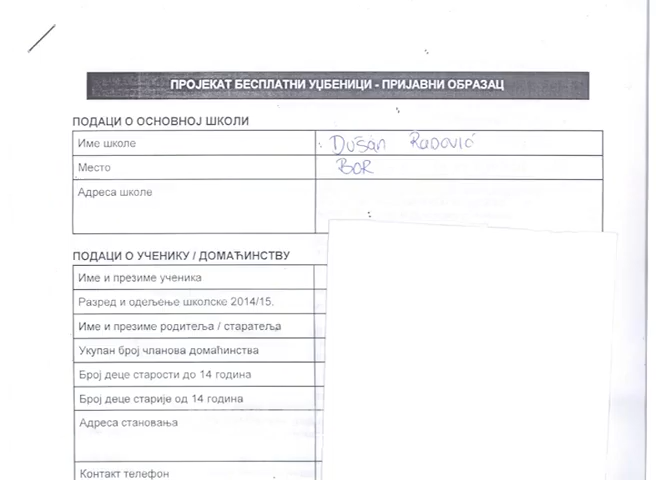 ПРОЈЕКАТ БЕСПЛАТНИ УЏБЕНИЦИ - ПРИЈАВНИ ОБРАЗАЦ
ПОДАЦИ О ОСНОВНОЈ ШКОЛИ
Име школе Dušan Radović
Место BOR
Адреса школе
ПОДАЦИ О УЧЕНИКУ / ДОМАЋИНСТВУ
Име и презиме ученика
Разред и одељење школске 2014/15.
Име и презиме родитеља / старатеља
Укупан број чланова домаћинства
Број деце старости до 14 година
Број деце старије од 14 година
Адреса становања
Контакт телефон